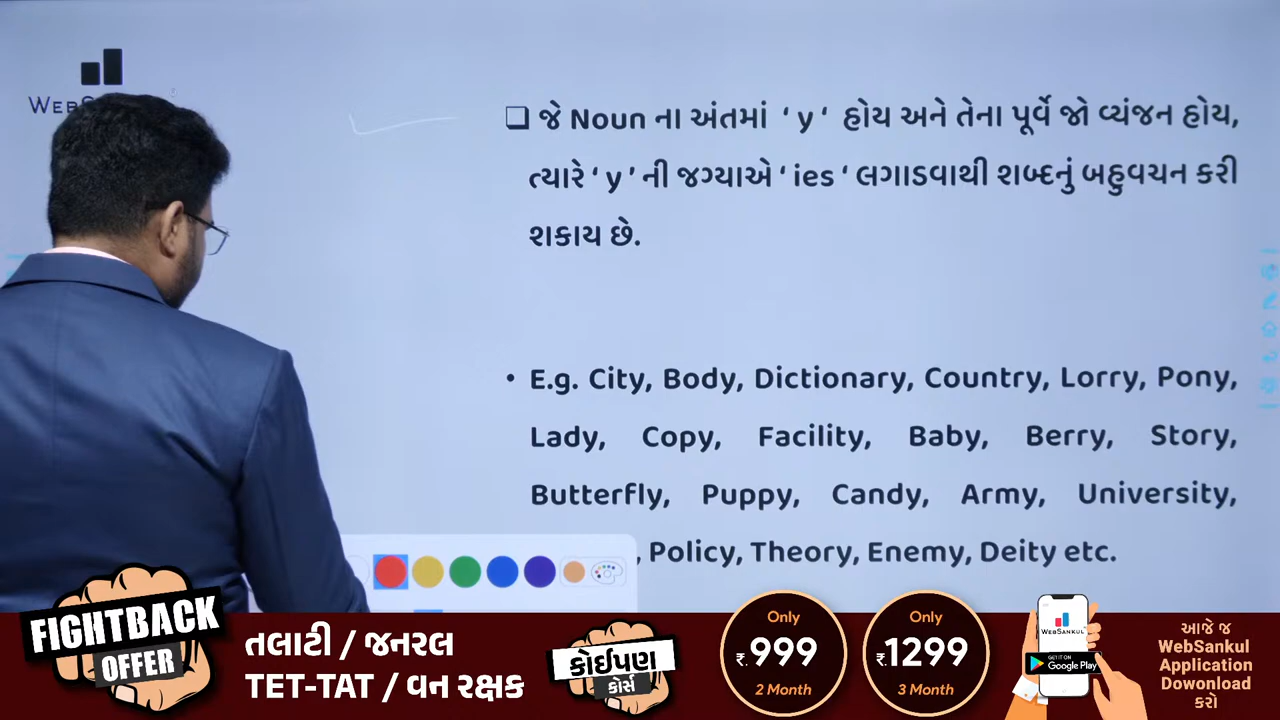 જે Noun ના અંતમાં ‘ y ‘ હોય અને તેના પૂર્વે જો વ્યંજન હોય,
ત્યારે ‘ y ’ ની જગ્યાએ ‘ ies ‘ લગાડવાથી શબ્દનું બહુવચન કરી
શકાય છે.
• E.g. City, Body, Dictionary, Country, Lorry, Pony,
Lady, Copy, Facility, Baby, Berry, Story,
Butterfly, Puppy, Candy, Army, University,
, Policy, Theory, Enemy, Deity etc.
FIGHTBACK
OFFER
તલાટી / જનરલ
TET-TAT / વન રક્ષક
કોઈપણ
કોર્સ
Only
₹.999
2 Month
Only
₹.1299
3 Month
WEBSANKUL
GET IT ON
Google Play
આજે જ
WebSankul
Application
Dowonload
કરો